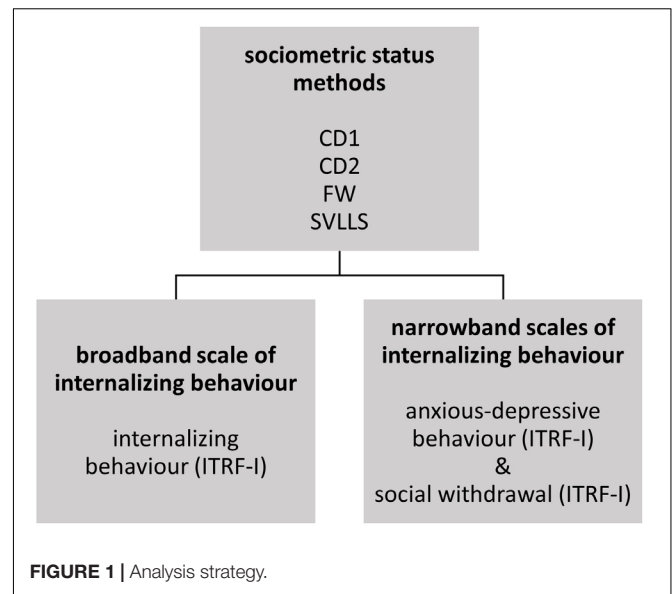 sociometric status
methods
CD1
CD2
FW
SVLLS
broadband scale of
internalizing behaviour
internalizing
behaviour (ITRF-I)
narrowband scales of
internalizing behaviour
anxious-depressive
behaviour (ITRF-I)
&
social withdrawal (ITRF-I)
FIGURE 1 | Analysis strategy.